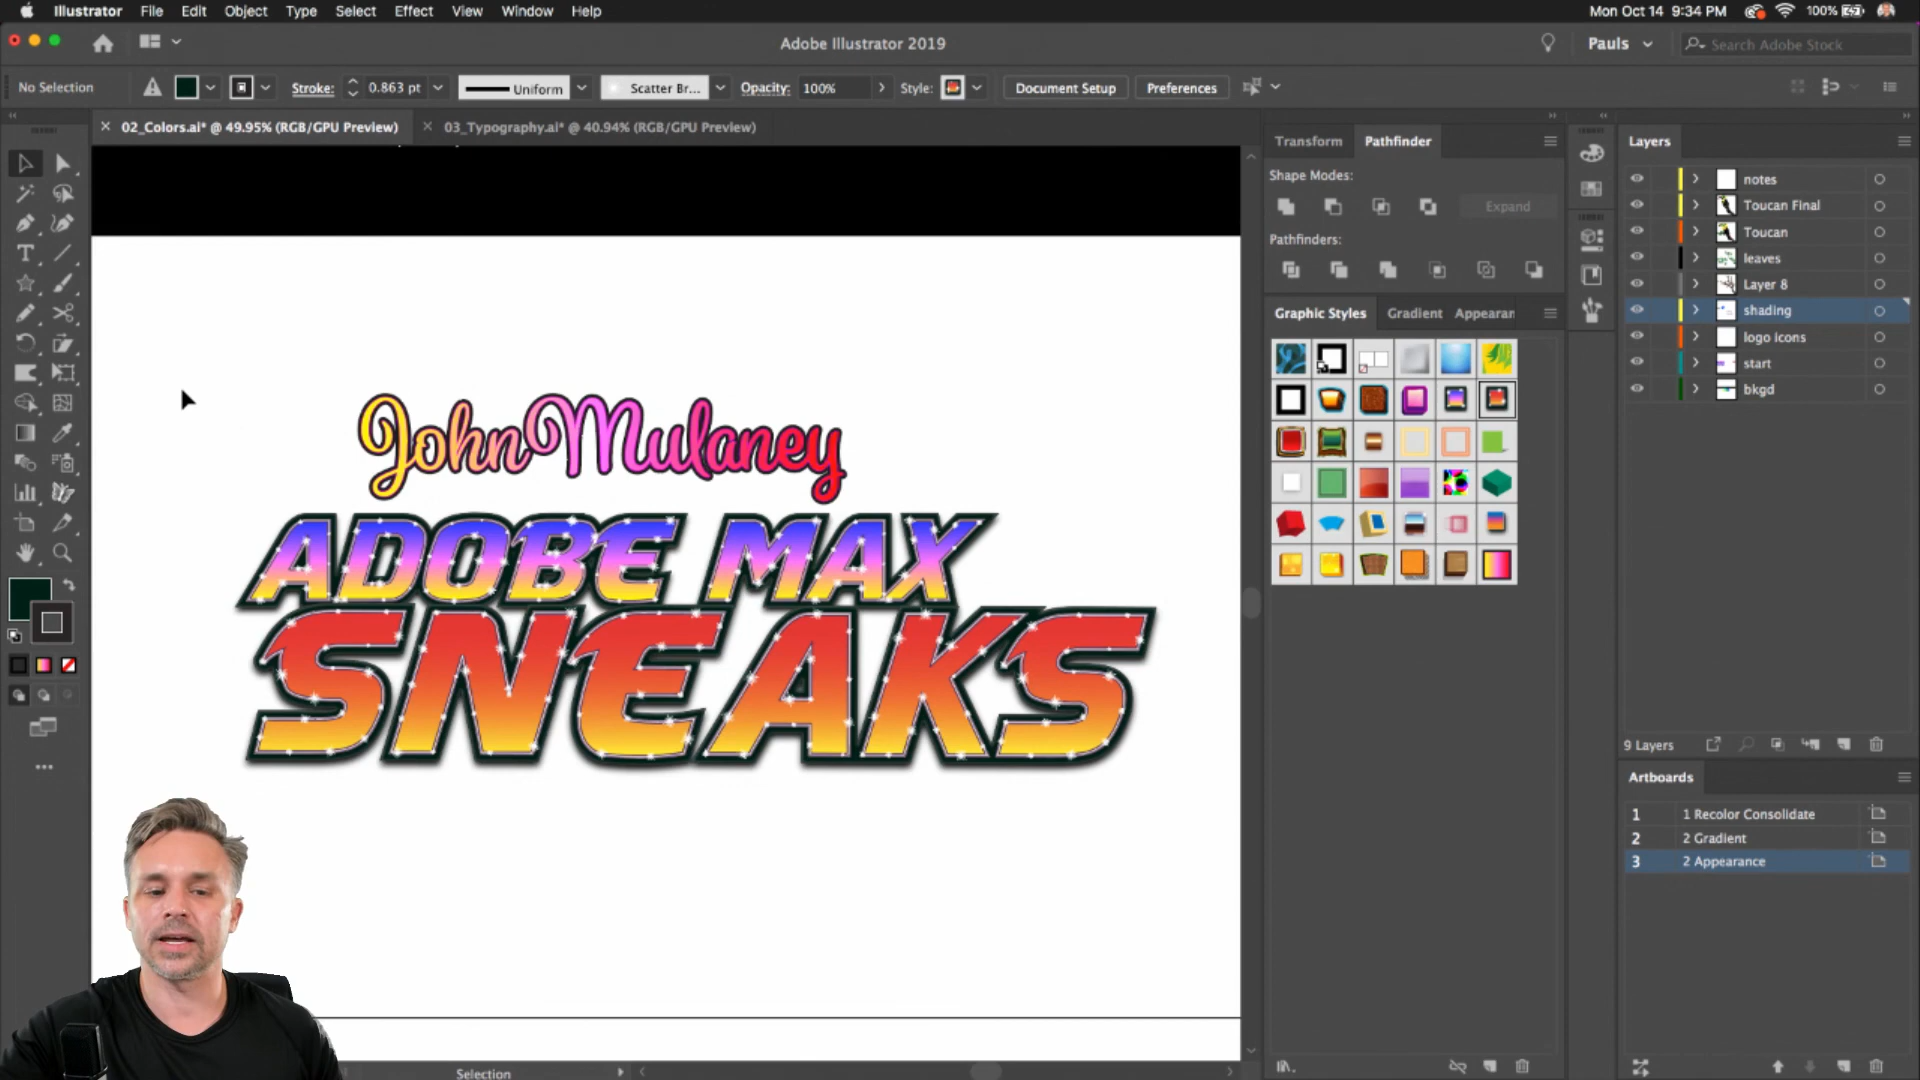 Illustrator File Edit Object Type Select Effect View Window Help
Mon Oct 14 9:34 PM 100%
Adobe Illustrator 2019
Pauls
Search Adobe Stock
No Selection
Stroke: 0.863 pt Uniform Scatter Br... Opacity: 100% Style: Document Setup Preferences
02_Colors.ai* @ 49.95% (RGB/GPU Preview)
03_Typography.ai* @ 40.94% (RGB/GPU Preview)
Transform Pathfinder
Shape Modes:
Expand
Pathfinders:
Graphic Styles Gradient Appearan
Layers
notes
Toucan Final
Toucan
leaves
Layer 8
shading
logo icons
start
bkgd
9 Layers
Artboards
1 1 Recolor Consolidate
2 2 Gradient
3 2 Appearance
John Mulaney
ADOBE MAX
SNEAKS
Selection